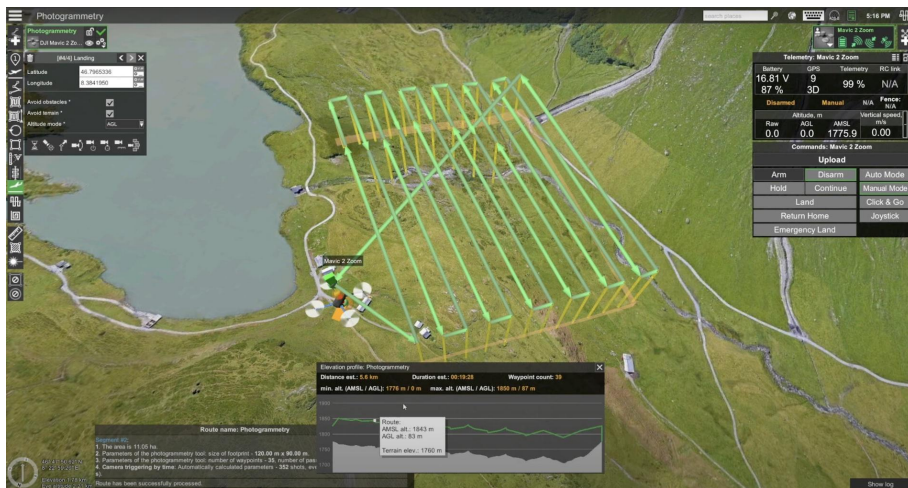 Photogrammetry
search places
5:16 PM
Photogrammetry
DJI Mavic 2 Zo...
[#4/4] Landing
Latitude
46.7965336
Longitude
8.3841950
Avoid obstacles *
Avoid terrain *
Altitude mode *
AGL
Mavic 2 Zoom
Telemetry: Mavic 2 Zoom
Battery
GPS
Telemetry
RC link
16.81 V
87 %
9
3D
99 %
N/A
Disarmed
Manual
N/A
Fence:
N/A
Altitude, m
Vertical speed,
m/s
Raw
AGL
AMSL
0.0
0.0
1775.9
0.00
Commands: Mavic 2 Zoom
Upload
Arm
Disarm
Auto Mode
Hold
Continue
Manual Mode
Land
Click & Go
Return Home
Joystick
Emergency Land
Mavic 2 Zoom
Elevation profile: Photogrammetry
Distance est.: 5.6 km
Duration est.: 00:19:28
Waypoint count: 39
min. alt. (AMSL / AGL): 1776 m / 0 m
max. alt. (AMSL / AGL): 1850 m / 87 m
Route:
AMSL alt.: 1843 m
AGL alt.: 83 m
Terrain elev.: 1760 m
Route name: Photogrammetry
Segment #2:
1. The area is 11.05 ha.
2. Parameters of the photogrammetry tool: size of footprint - 120.00 m x 90.00 m.
3. Parameters of the photogrammetry tool: number of waypoints - 35, number of pas
4. Camera triggering by time: Automatically calculated parameters - 352 shots, eve
s).
Route has been successfully processed.
Show log